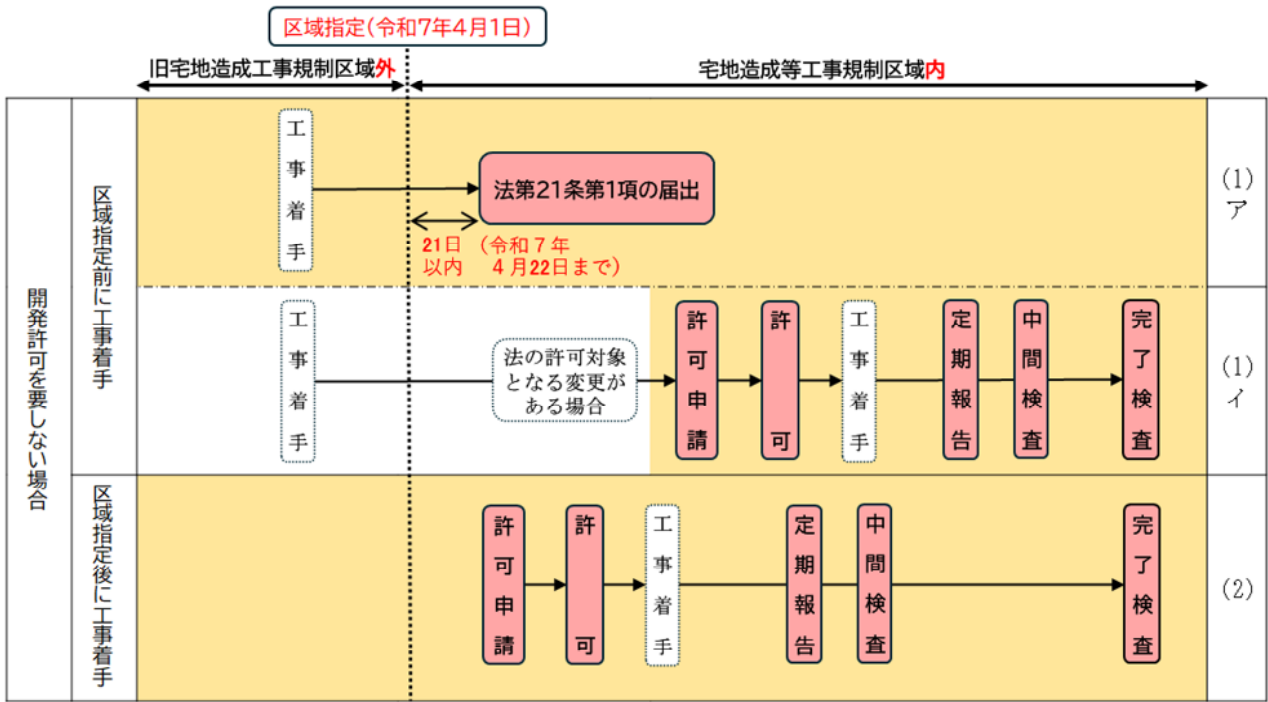 区域指定(令和7年4月1日)
旧宅地造成工事規制区域外
宅地造成等工事規制区域内
開発許可を要しない場合
区域指定前に工事着手
工事着手
法第21条第1項の届出
21日 (令和7年
以内 4月22日まで)
(1)
ア
工事着手
法の許可対象
となる変更が
ある場合
許可申請
許可
工事着手
定期報告
中間検査
完了検査
(1)
イ
区域指定後に工事着手
許可申請
許可
工事着手
定期報告
中間検査
完了検査
(2)